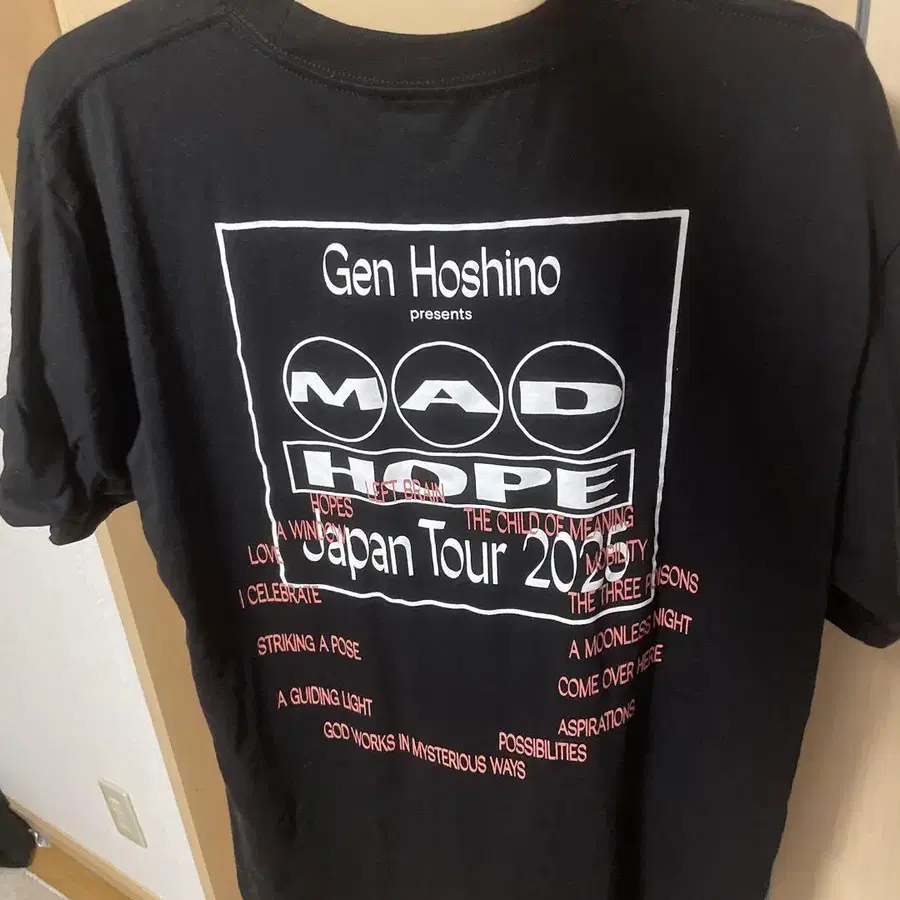 Gen Hoshino
presents
MAD
HOPE
Japan Tour 2025
LEFT BRAIN
HOPES
THE CHILD OF MEANING
A WINDOW
MOBILITY
LOVE
THE THREE POISONS
I CELEBRATE
A MOONLESS NIGHT
STRIKING A POSE
COME OVER HERE
A GUIDING LIGHT
ASPIRATIONS
GOD WORKS IN MYSTERIOUS WAYS
POSSIBILITIES